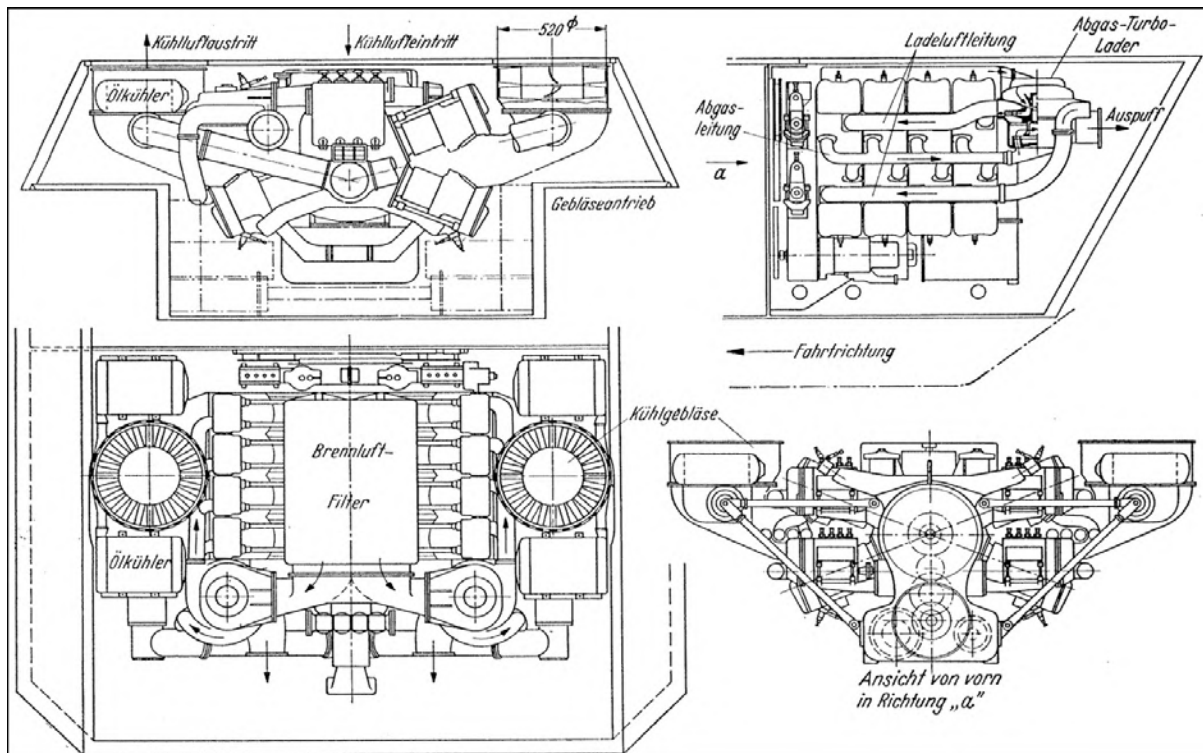 Kühlluftaustritt
Kühllufteintritt
520 ⌀
Ölkühler
Gebläseantrieb
Ladeluftleitung
Abgas-Turbo-
Lader
Abgas-
leitung
Auspuff
a
Fahrtrichtung
Brennluft-
Filter
Ölkühler
Kühlgebläse
Ansicht von vorn
in Richtung „a"